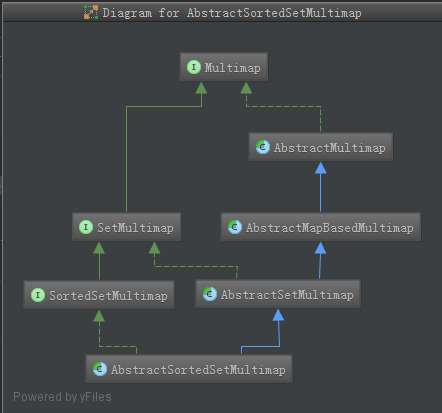 Diagram for AbstractSortedSetMultimap
I Multimap
C AbstractMultimap
I SetMultimap
C AbstractMapBasedMultimap
I SortedSetMultimap
C AbstractSetMultimap
C AbstractSortedSetMultimap
Powered by yFiles